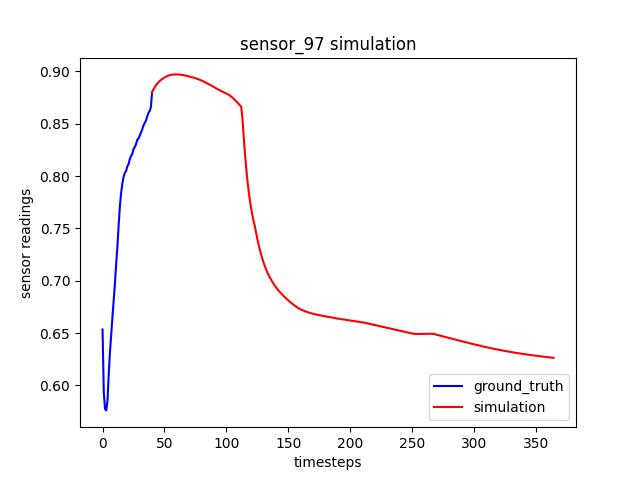 sensor_97 simulation
sensor readings
0.90
0.85
0.80
0.75
0.70
0.65
0.60
0 50 100 150 200 250 300 350
timesteps
ground_truth
simulation